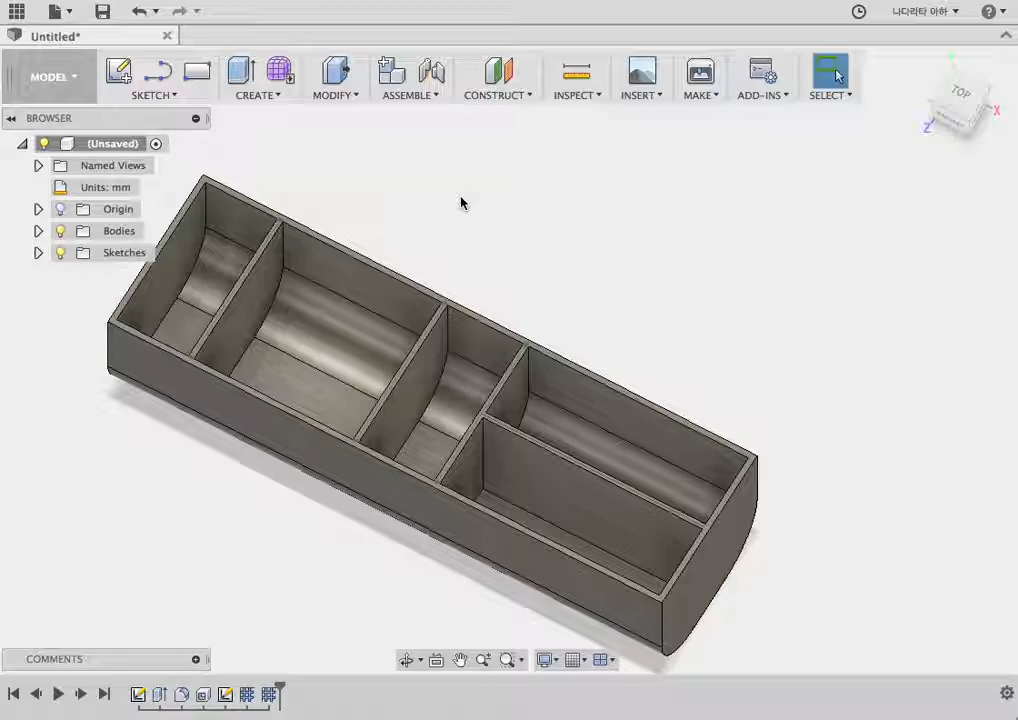 나다라타 아하
?
Untitled*
MODEL
SKETCH
CREATE
MODIFY
ASSEMBLE
CONSTRUCT
INSPECT
INSERT
MAKE
ADD-INS
SELECT
TOP
X
Z
BROWSER
(Unsaved)
Named Views
Units: mm
Origin
Bodies
Sketches
COMMENTS